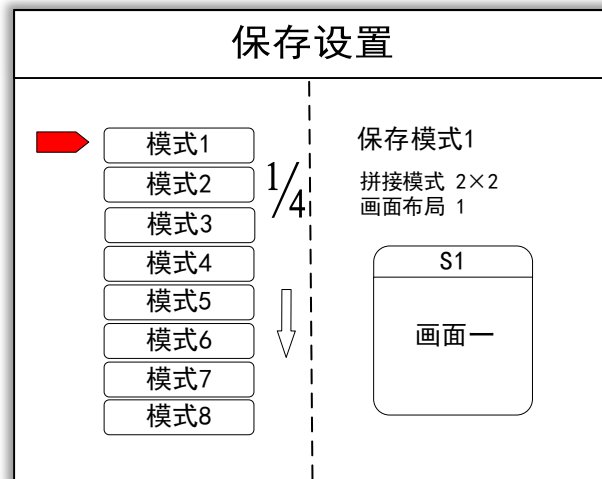 保存设置
模式1
模式2
模式3
模式4
模式5
模式6
模式7
模式8
1/4
保存模式1
拼接模式 2×2
画面布局 1
S1
画面一